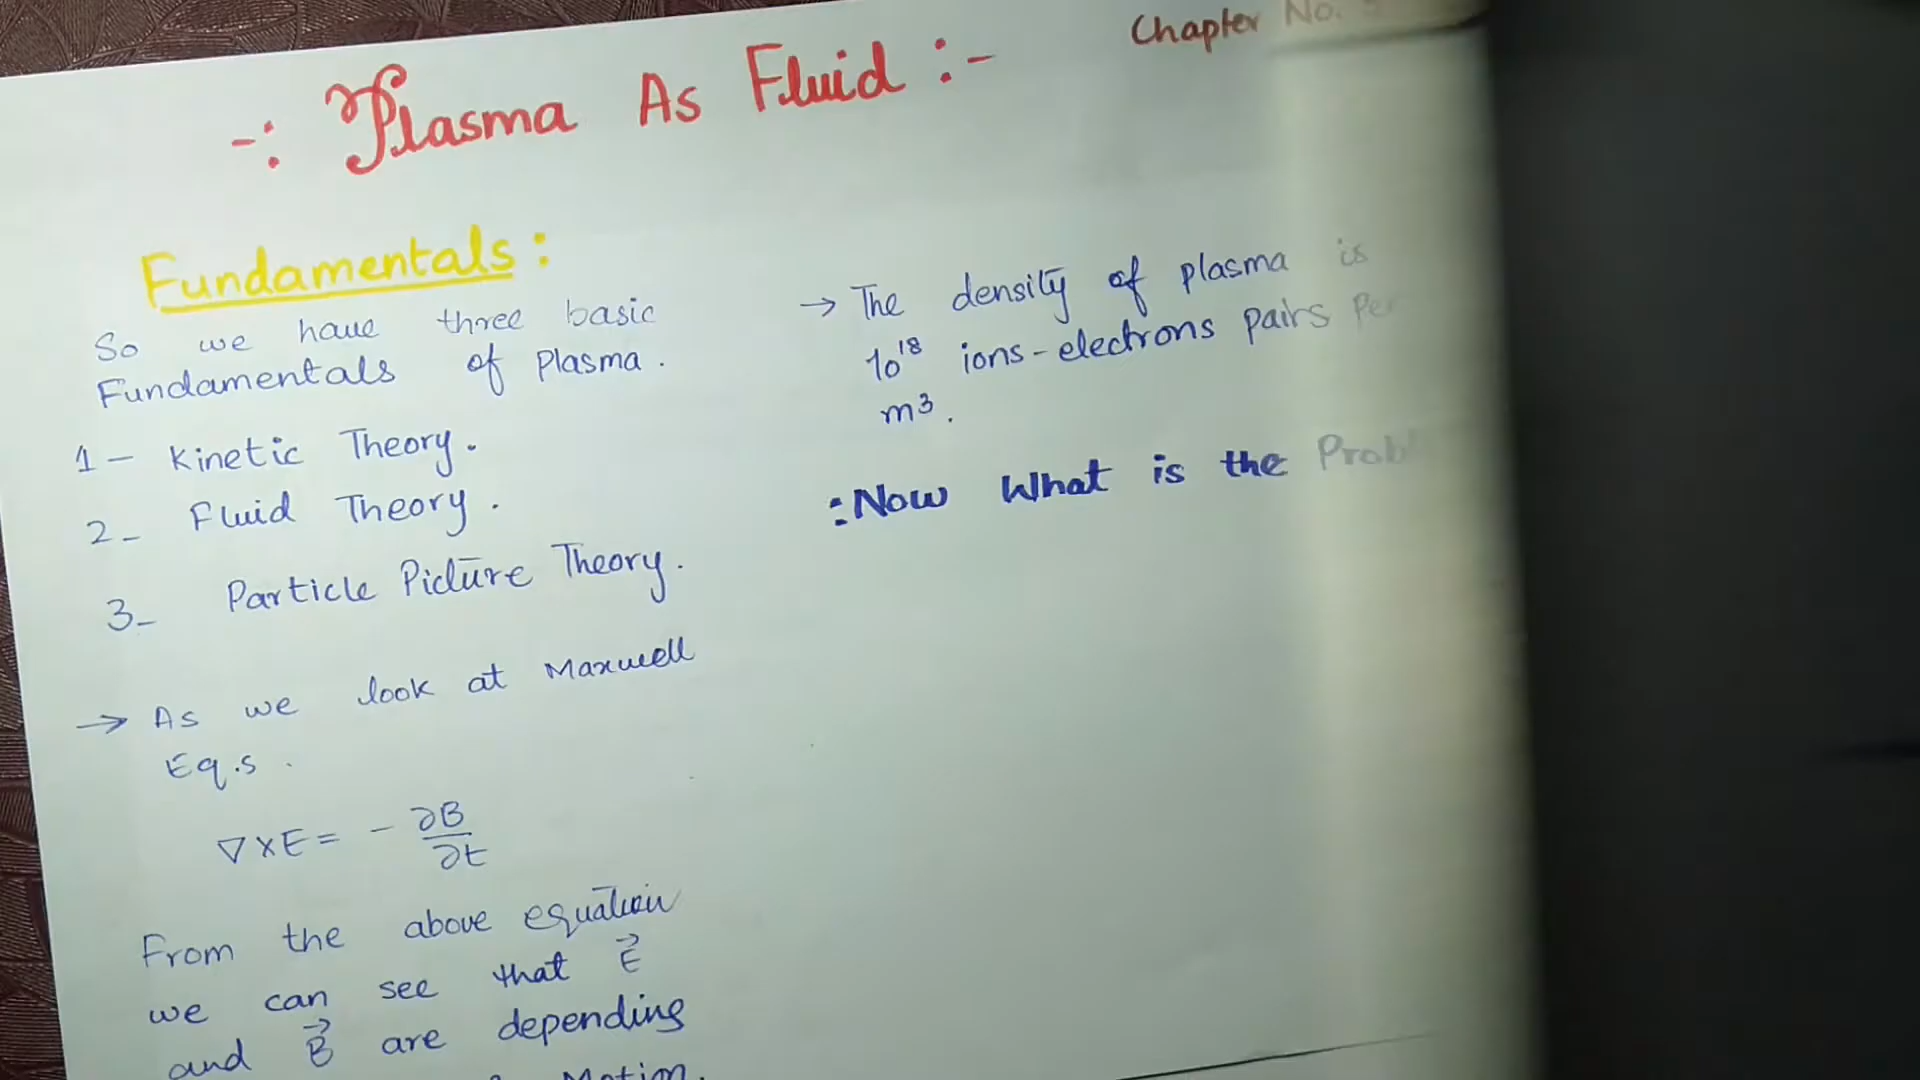 Chapter No.
-: Plasma As Fluid :-
Fundamentals:
So we have three basic
Fundamentals of Plasma.
1- Kinetic Theory.
2- Fluid Theory.
3- Particle Picture Theory.
→ As we look at Maxwell
Eq.s.
∇×E= - ∂B/∂t
From the above equation
we can see that E⃗
and B⃗ are depending
Motion.
→ The density of plasma is
10¹⁸ ions-electrons pairs Per
m³.
:Now What is the